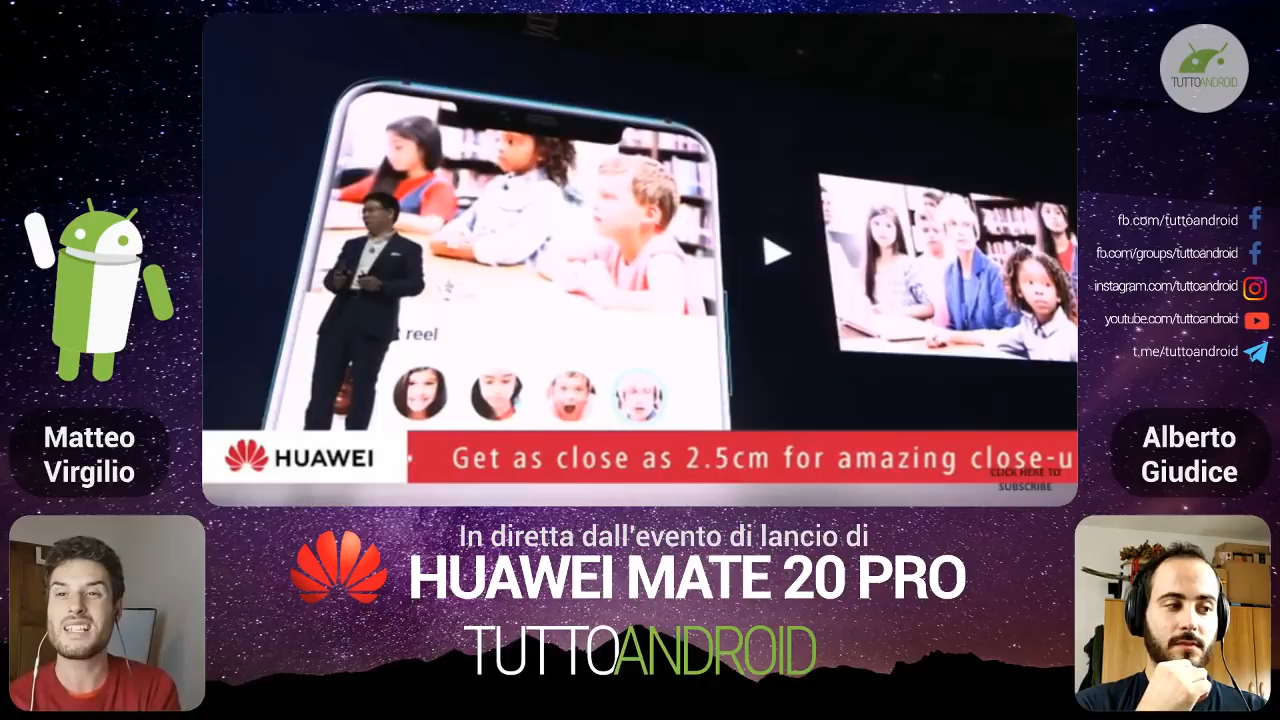 TUTTOANDROID
fb.com/tuttoandroid
fb.com/groups/tuttoandroid
instagram.com/tuttoandroid
youtube.com/tuttoandroid
t.me/tuttoandroid
t reel
HUAWEI
Get as close as 2.5cm for amazing close-u
CLICK HERE TO
SUBSCRIBE
Matteo
Virgilio
Alberto
Giudice
In diretta dall'evento di lancio di
HUAWEI MATE 20 PRO
TUTTOANDROID